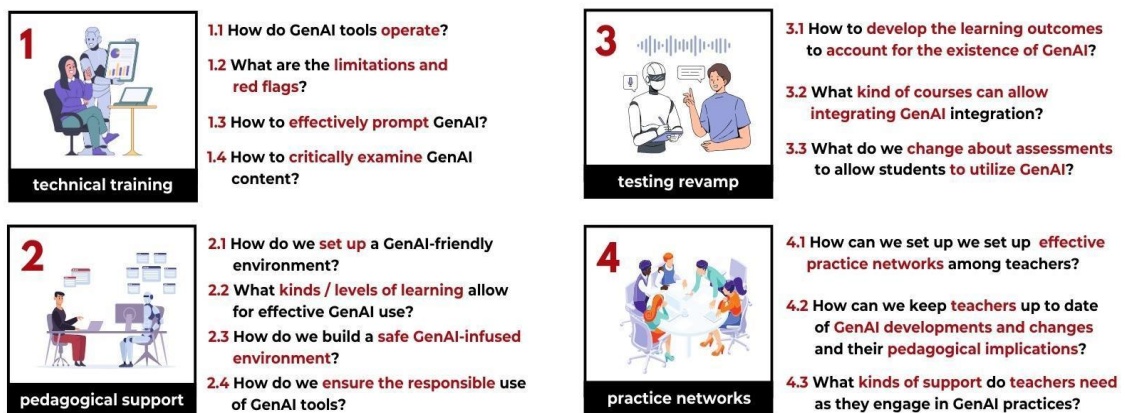 1
technical training
1.1 How do GenAI tools operate?
1.2 What are the limitations and
red flags?
1.3 How to effectively prompt GenAI?
1.4 How to critically examine GenAI
content?
2
pedagogical support
2.1 How do we set up a GenAI-friendly
environment?
2.2 What kinds / levels of learning allow
for effective GenAI use?
2.3 How do we build a safe GenAI-infused
environment?
2.4 How do we ensure the responsible use
of GenAI tools?
3
testing revamp
3.1 How to develop the learning outcomes
to account for the existence of GenAI?
3.2 What kind of courses can allow
integrating GenAI integration?
3.3 What do we change about assessments
to allow students to utilize GenAI?
4
practice networks
4.1 How can we set up we set up effective
practice networks among teachers?
4.2 How can we keep teachers up to date
of GenAI developments and changes
and their pedagogical implications?
4.3 What kinds of support do teachers need
as they engage in GenAI practices?